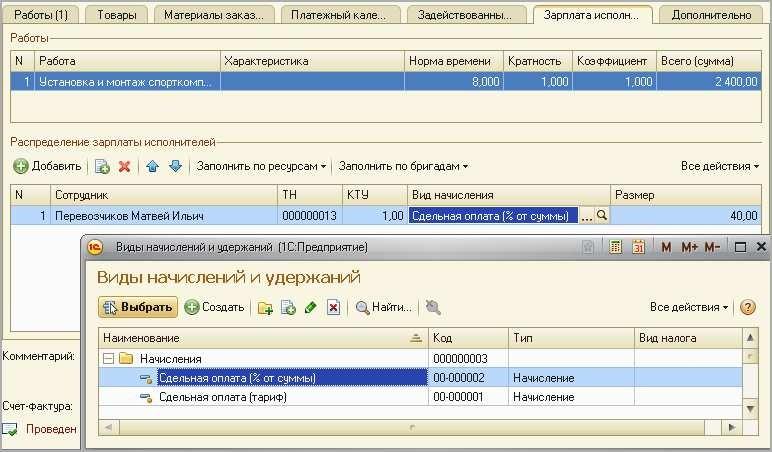 Работы (1) Товары Материалы заказ... Платежный кале... Задействованны... Зарплата исполн... Дополнительно
Работы
N Работа Характеристика Норма времени Кратность Коэффициент Всего (сумма)
1 Установка и монтаж спорткомп... 8,000 1,000 1,000 2 400,00
Распределение зарплаты исполнителей
Добавить Заполнить по ресурсам Заполнить по бригадам Все действия
N Сотрудник ТН КТУ Вид начисления Размер
1 Перевозчиков Матвей Ильич 000000013 1,00 Сдельная оплата (% от суммы) ... 40,00
1С Виды начислений и удержаний (1С:Предприятие) 31 M M+ M-
Виды начислений и удержаний
Выбрать Создать Найти... Все действия ?
Наименование Код Тип Вид налога
Начисления 000000003
Сдельная оплата (% от суммы) 00-000002 Начисление
Сдельная оплата (тариф) 00-000001 Начисление
Комментарий:
Счет-фактура:
Проведен